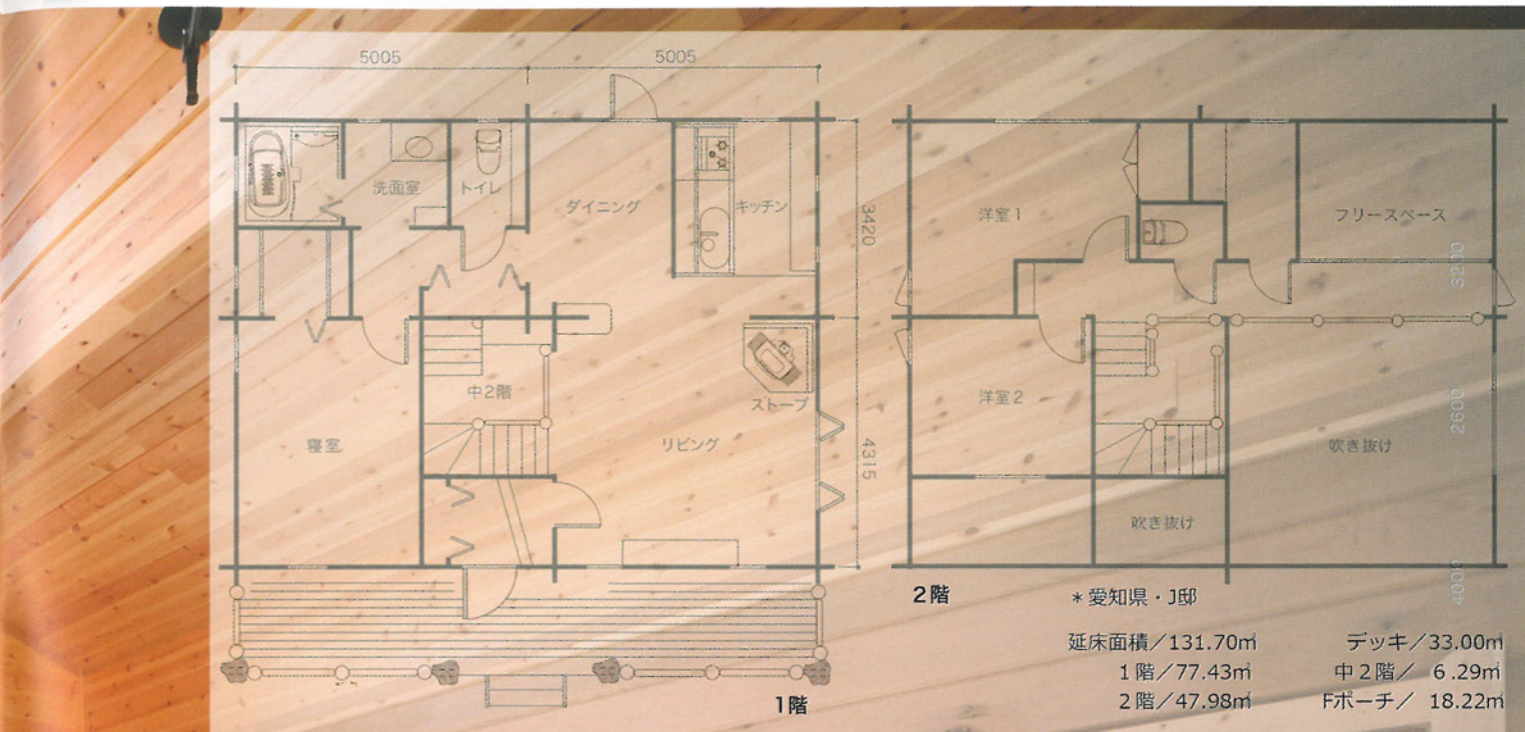 5005
5005
洗面室
トイレ
ダイニング
キッチン
3420
中2階
ストーブ
寝室
リビング
4315
1階
洋室1
フリースペース
3200
洋室2
2600
吹き抜け
吹き抜け
4000
2階
*愛知県・J邸
延床面積/131.70㎡
1階/77.43㎡
2階/47.98㎡
デッキ/33.00㎡
中2階/ 6.29㎡
Fポーチ/ 18.22㎡